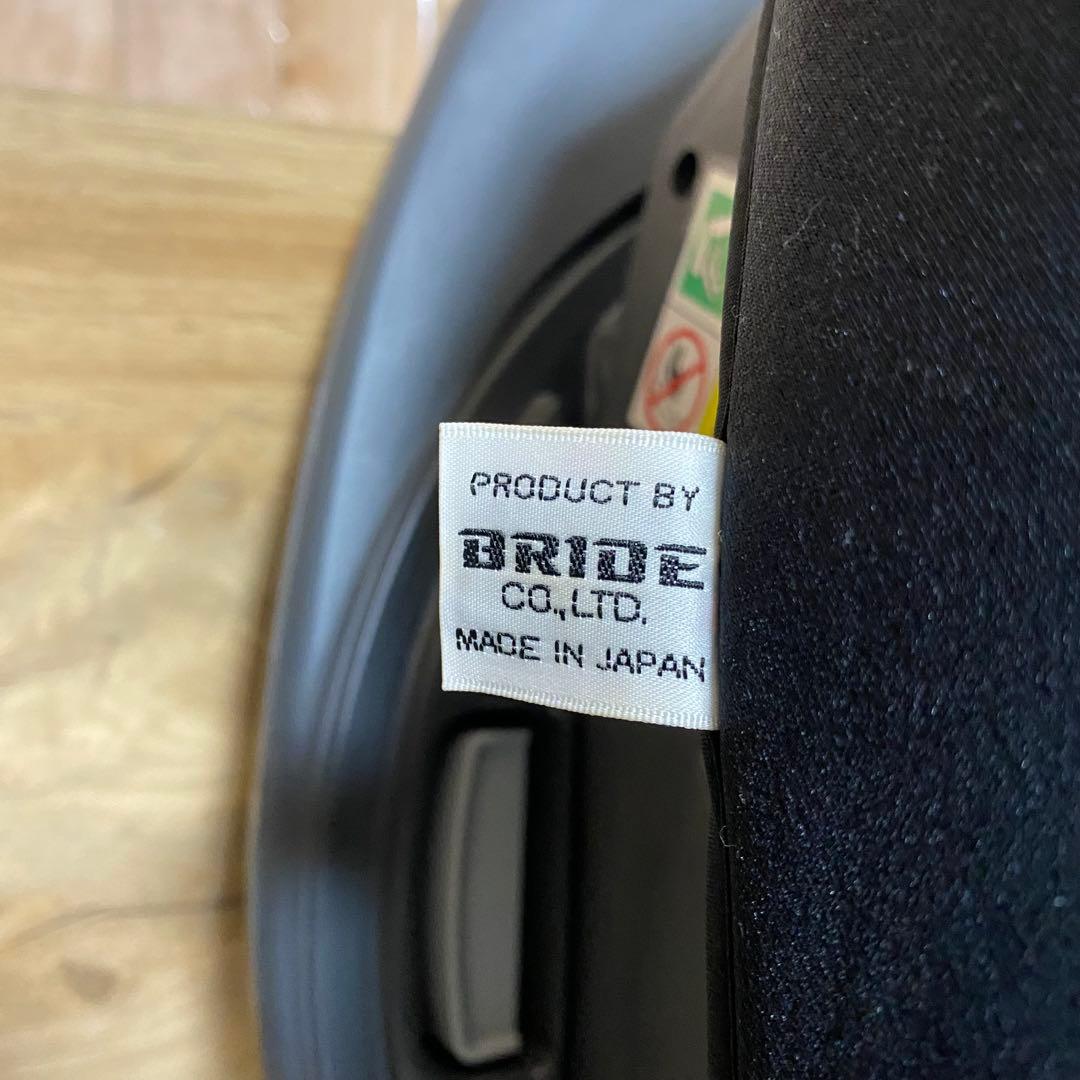 PRODUCT BY
BRIDE
CO.,LTD.
MADE IN JAPAN